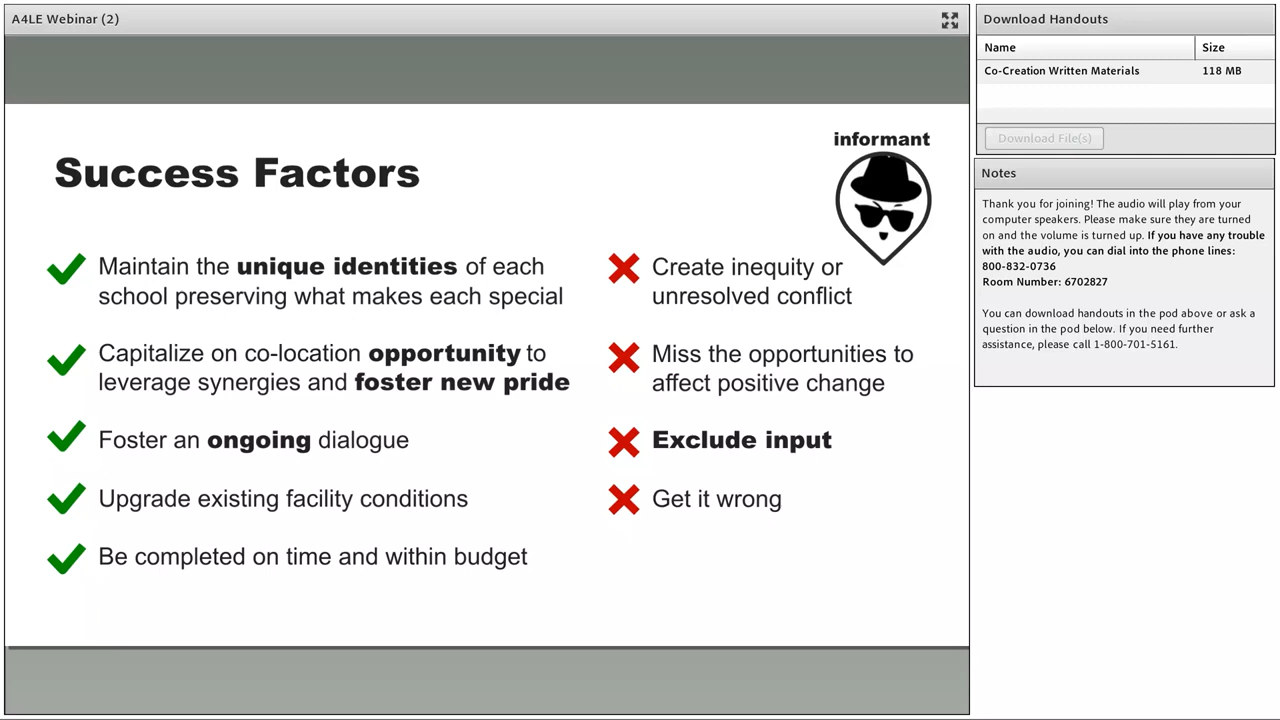 A4LE Webinar (2)
informant
Success Factors
Maintain the unique identities of each
school preserving what makes each special
Capitalize on co-location opportunity to
leverage synergies and foster new pride
Foster an ongoing dialogue
Upgrade existing facility conditions
Be completed on time and within budget
Create inequity or
unresolved conflict
Miss the opportunities to
affect positive change
Exclude input
Get it wrong
Download Handouts
Name Size
Co-Creation Written Materials 118 MB
Download File(s)
Notes
Thank you for joining! The audio will play from your
computer speakers. Please make sure they are turned
on and the volume is turned up. If you have any trouble
with the audio, you can dial into the phone lines:
800-832-0736
Room Number: 6702827
You can download handouts in the pod above or ask a
question in the pod below. If you need further
assistance, please call 1-800-701-5161.